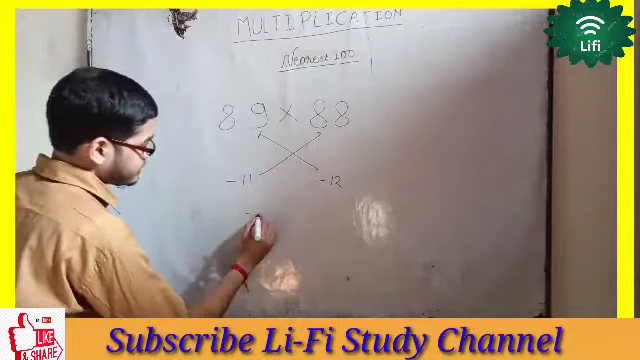 MULTIPLICATION
Nearest 100
89 × 88
-11 -12
-
Lifi
LIKE
& SHARE
Subscribe Li-Fi Study Channel